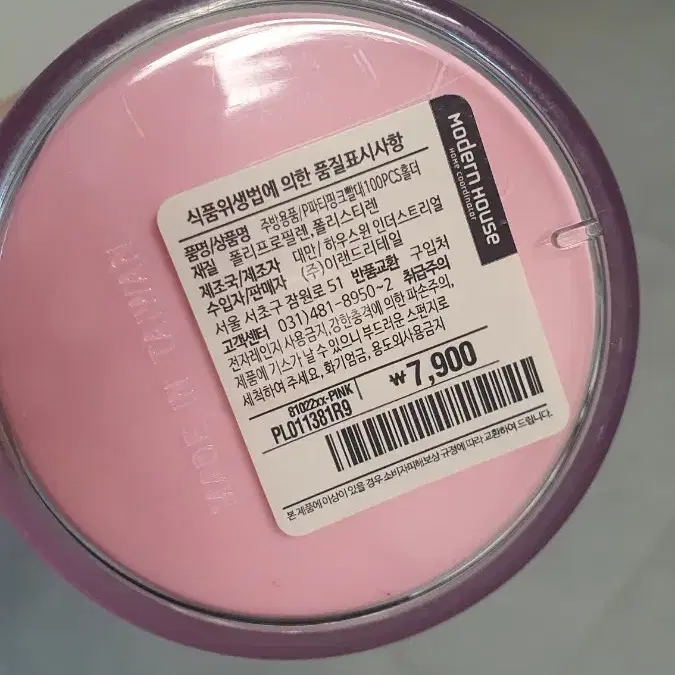 Modern House
Home coordinator
식품위생법에 의한 품질표시사항
품명/상품명 주방용품/P파티핑크빨대100PCS홀더
재질 폴리프로필렌, 폴리스티렌
제조국/제조자 대만/하우스윈 인더스트리얼
수입자/판매자 (주)이랜드리테일
서울 서초구 잠원로 51 반품교환 구입처
고객센터 031)481-8950~2 취급주의
전자레인지 사용금지, 강한충격에 의한 파손주의,
제품에 기스가 날 수 있으니 부드러운 스펀지로
세척하여 주세요, 화기엄금, 용도외사용금지
81022xx-PINK
PL011381R9
₩7,900
본 제품에 이상이 있을 경우 소비자피해보상 규정에 따라 교환하여 드립니다.
MADE IN TAIWAN